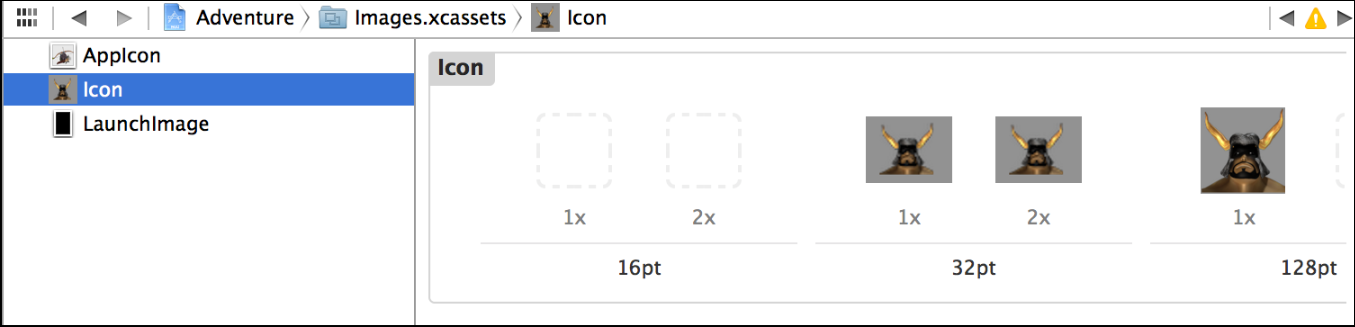 Adventure Images.xcassets Icon
AppIcon
Icon
LaunchImage
Icon
1x 2x 1x 2x 1x
16pt 32pt 128pt